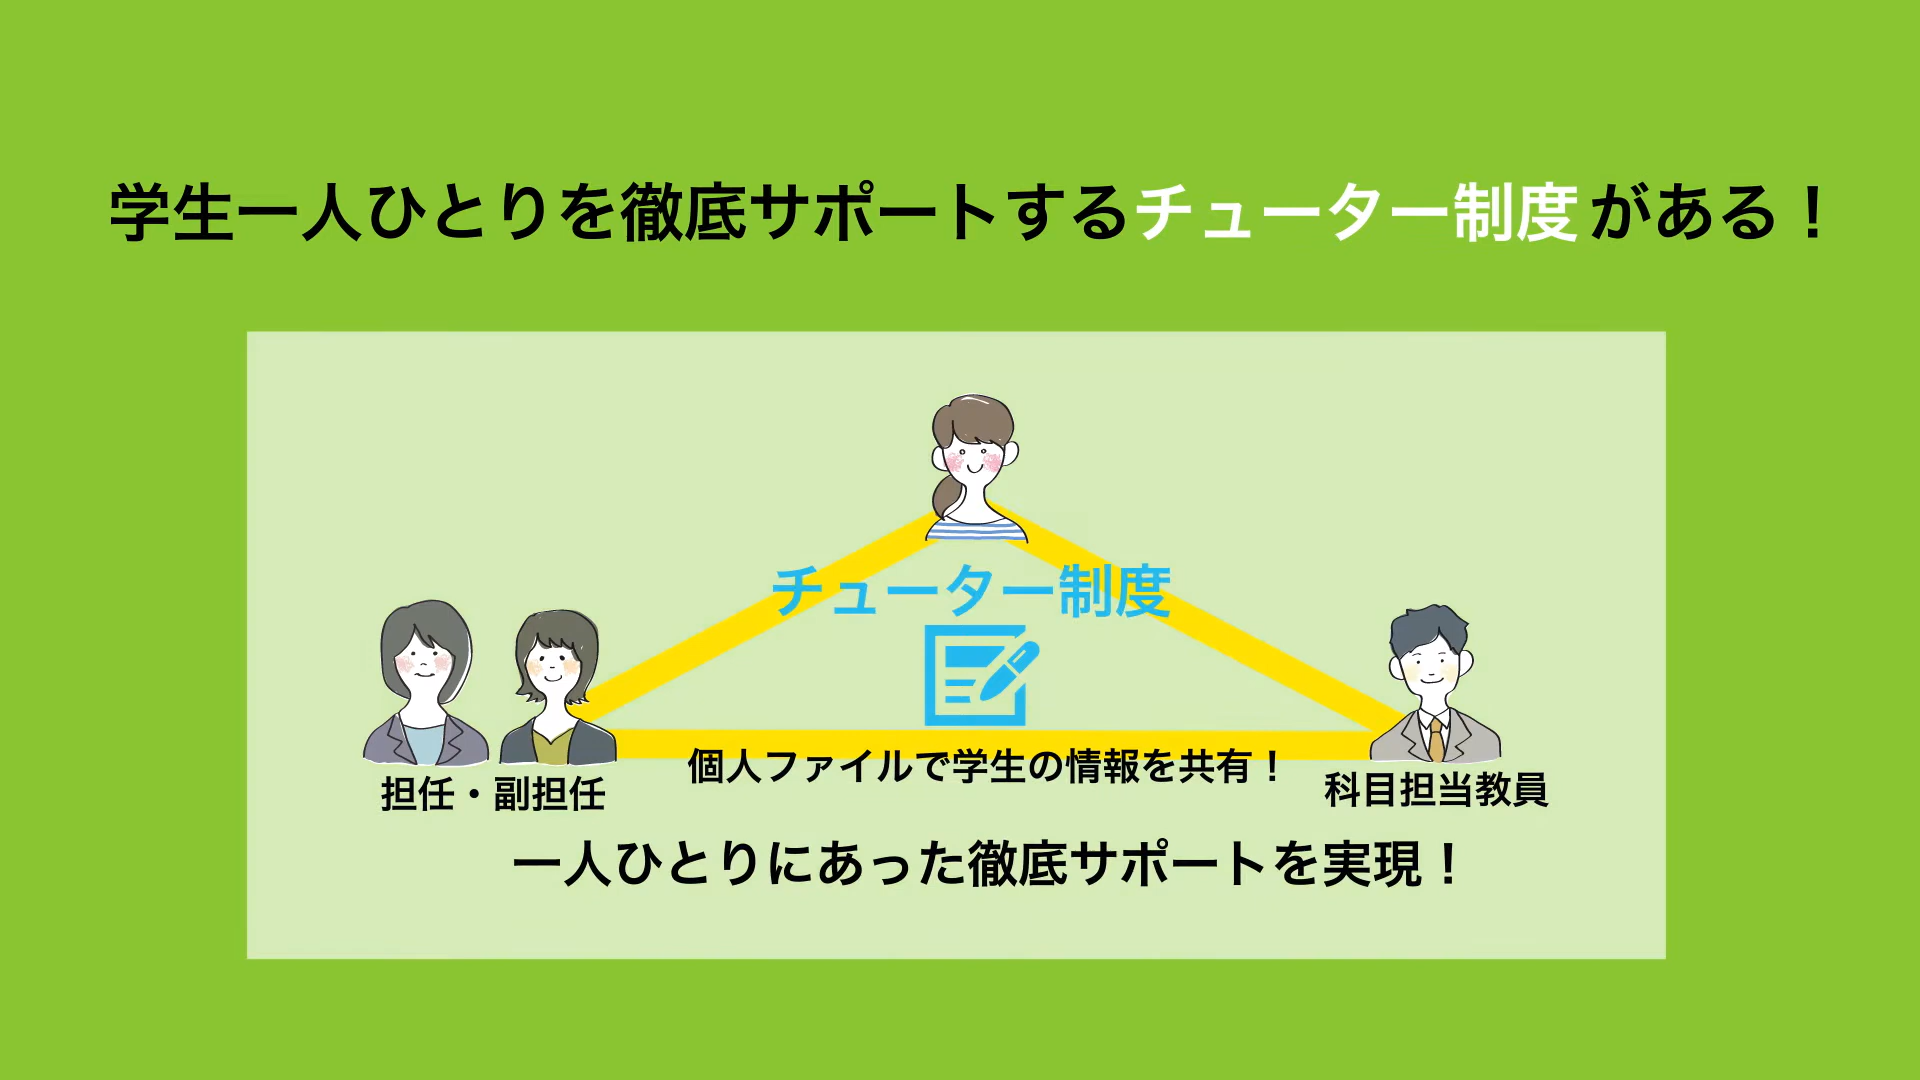 学生一人ひとりを徹底サポートするチューター制度がある！
チューター制度
個人ファイルで学生の情報を共有！
担任・副担任
科目担当教員
一人ひとりにあった徹底サポートを実現！